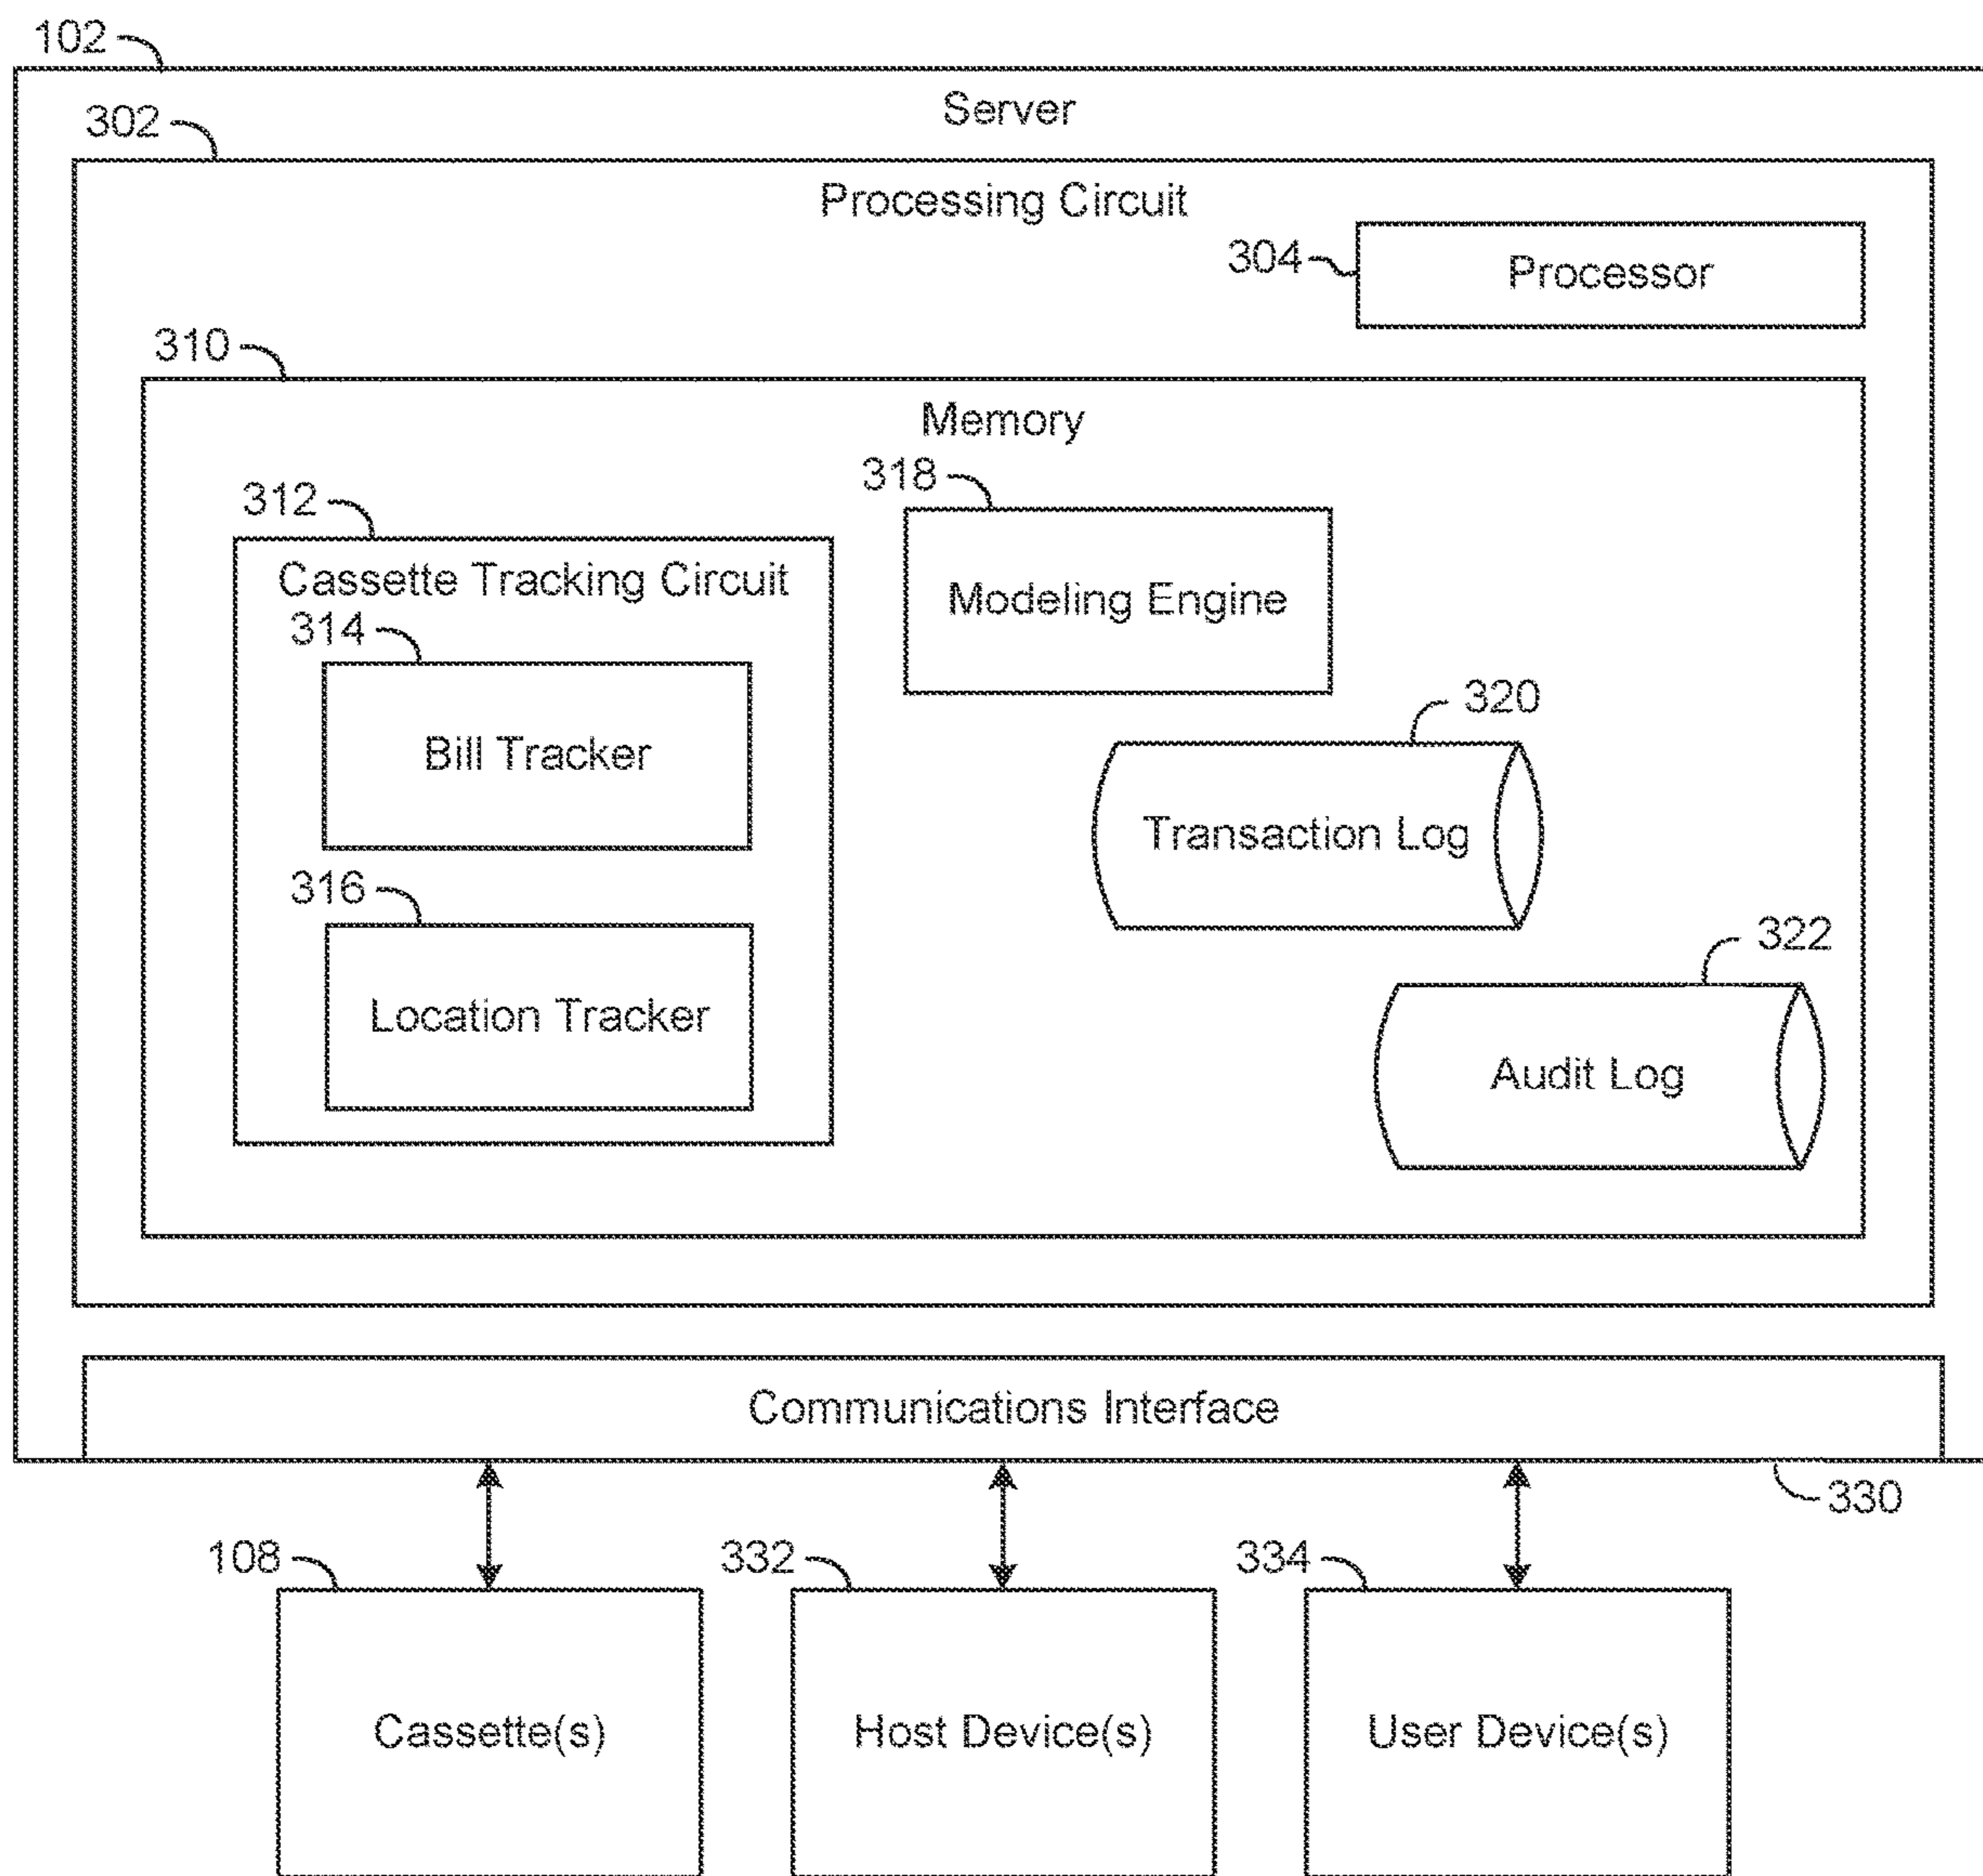 102
Server
302
Processing Circuit
304
Processor
310
Memory
318
312
Cassette Tracking Circuit
Modeling Engine
314
Bill Tracker
320
Transaction Log
316
Location Tracker
322
Audit Log
Communications Interface
330
108
332
334
Cassette(s)
Host Device(s)
User Device(s)